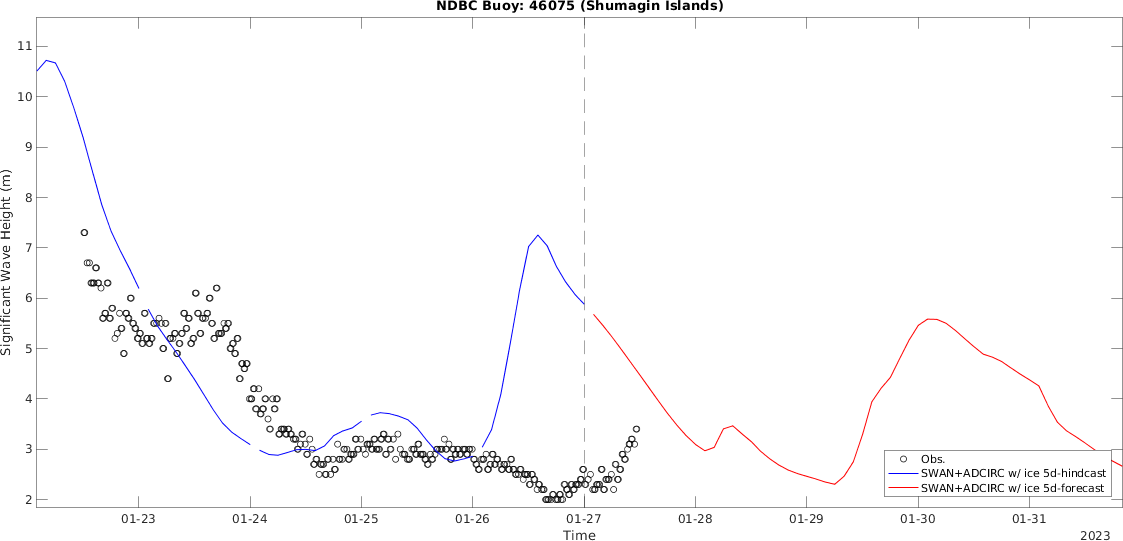 NDBC Buoy: 46075 (Shumagin Islands)
Significant Wave Height (m)
11
10
9
8
7
6
5
4
3
2
Obs.
SWAN+ADCIRC w/ ice 5d-hindcast
SWAN+ADCIRC w/ ice 5d-forecast
01-23 01-24 01-25 01-26 01-27 01-28 01-29 01-30 01-31
Time
2023